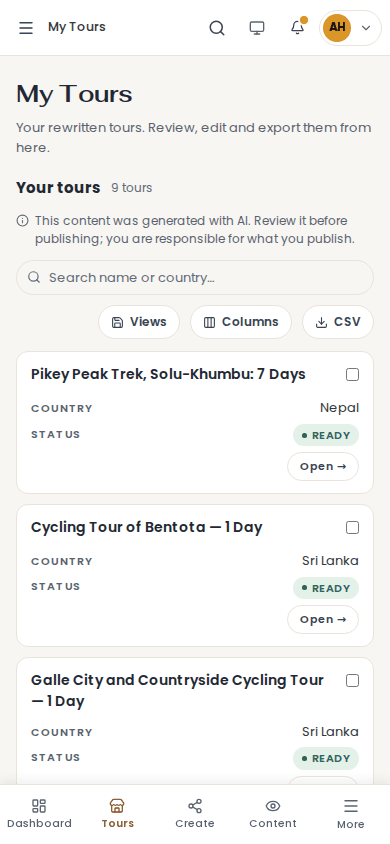 My Tours
AH
My Tours
Your rewritten tours. Review, edit and export them from
here.
Your tours 9 tours
This content was generated with AI. Review it before
publishing; you are responsible for what you publish.
Search name or country...
Views Columns CSV
Pikey Peak Trek, Solu-Khumbu: 7 Days
COUNTRY Nepal
STATUS READY
Open →
Cycling Tour of Bentota — 1 Day
COUNTRY Sri Lanka
STATUS READY
Open →
Galle City and Countryside Cycling Tour
— 1 Day
COUNTRY Sri Lanka
STATUS READY
Dashboard Tours Create Content More